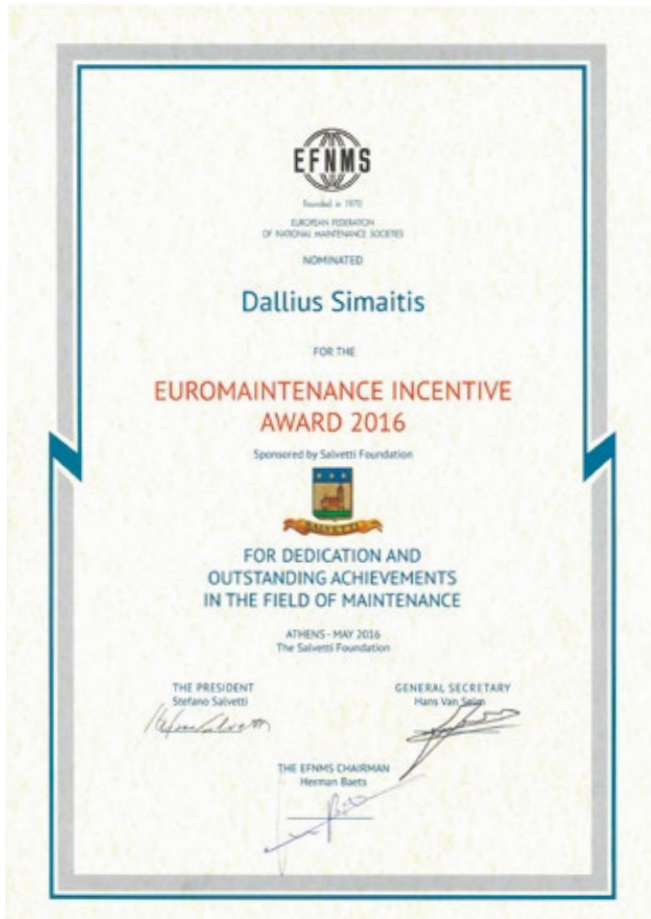 EFNMS
Founded in 1970
EUROPEAN FEDERATION
OF NATIONAL MAINTENANCE SOCIETIES
NOMINATED
Dallius Simaitis
FOR THE
EUROMAINTENANCE INCENTIVE
AWARD 2016
Sponsored by Salvetti Foundation
SALVETTI
FOR DEDICATION AND
OUTSTANDING ACHIEVEMENTS
IN THE FIELD OF MAINTENANCE
ATHENS - MAY 2016
The Salvetti Foundation
THE PRESIDENT
Stefano Salvetti
GENERAL SECRETARY
Hans Van
THE EFNMS CHAIRMAN
Herman Baets